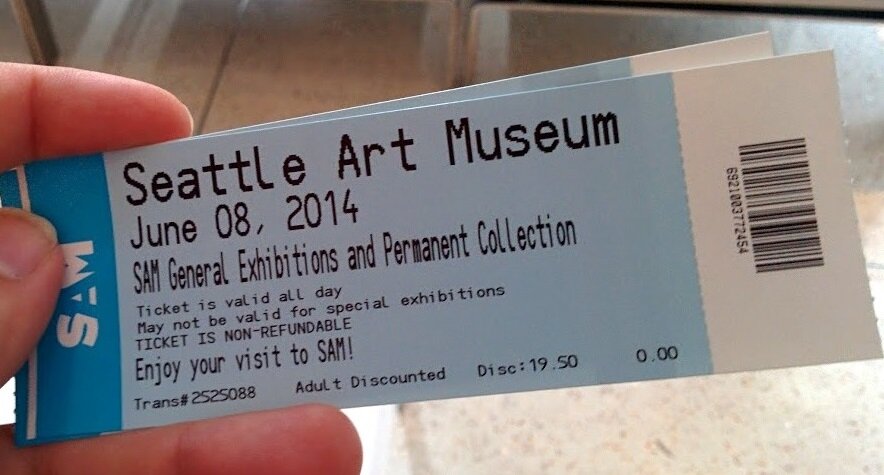 SAM
Seattle Art Museum
June 08, 2014
SAM General Exhibitions and Permanent Collection
Ticket is valid all day
May not be valid for special exhibitions
TICKET IS NON-REFUNDABLE
Enjoy your visit to SAM!
Trans#2525088 Adult Discounted Disc:19.50 0.00
6921003772454